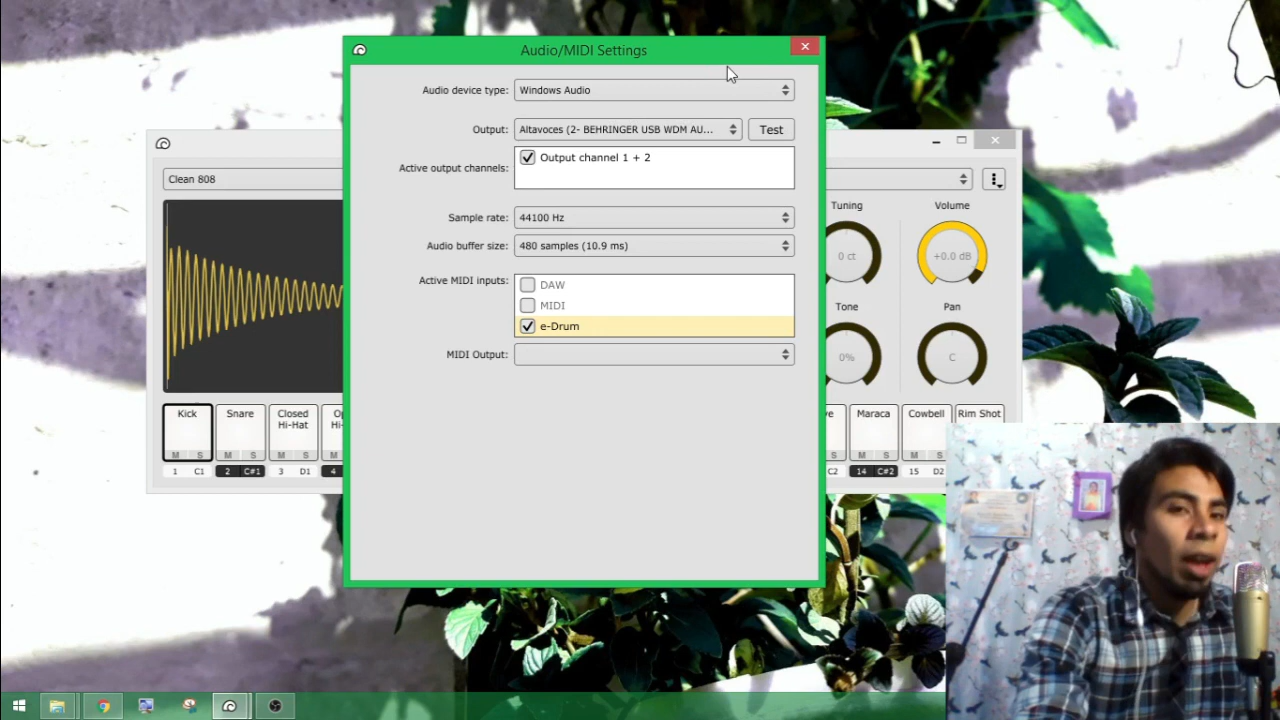 Audio/MIDI Settings
Audio device type: Windows Audio
Output: Altavoces (2- BEHRINGER USB WDM AU... Test
Active output channels: Output channel 1 + 2
Sample rate: 44100 Hz
Audio buffer size: 480 samples (10.9 ms)
Active MIDI inputs: DAW
MIDI
e-Drum
MIDI Output:
Clean 808
Tuning Volume
0 ct +0.0 dB
Tone Pan
0% C
Kick Snare Closed Hi-Hat Maraca Cowbell Rim Shot
M S M S M S M S M S
1 C1 2 C#1 3 D1 4 C2 14 C#2 15 D2